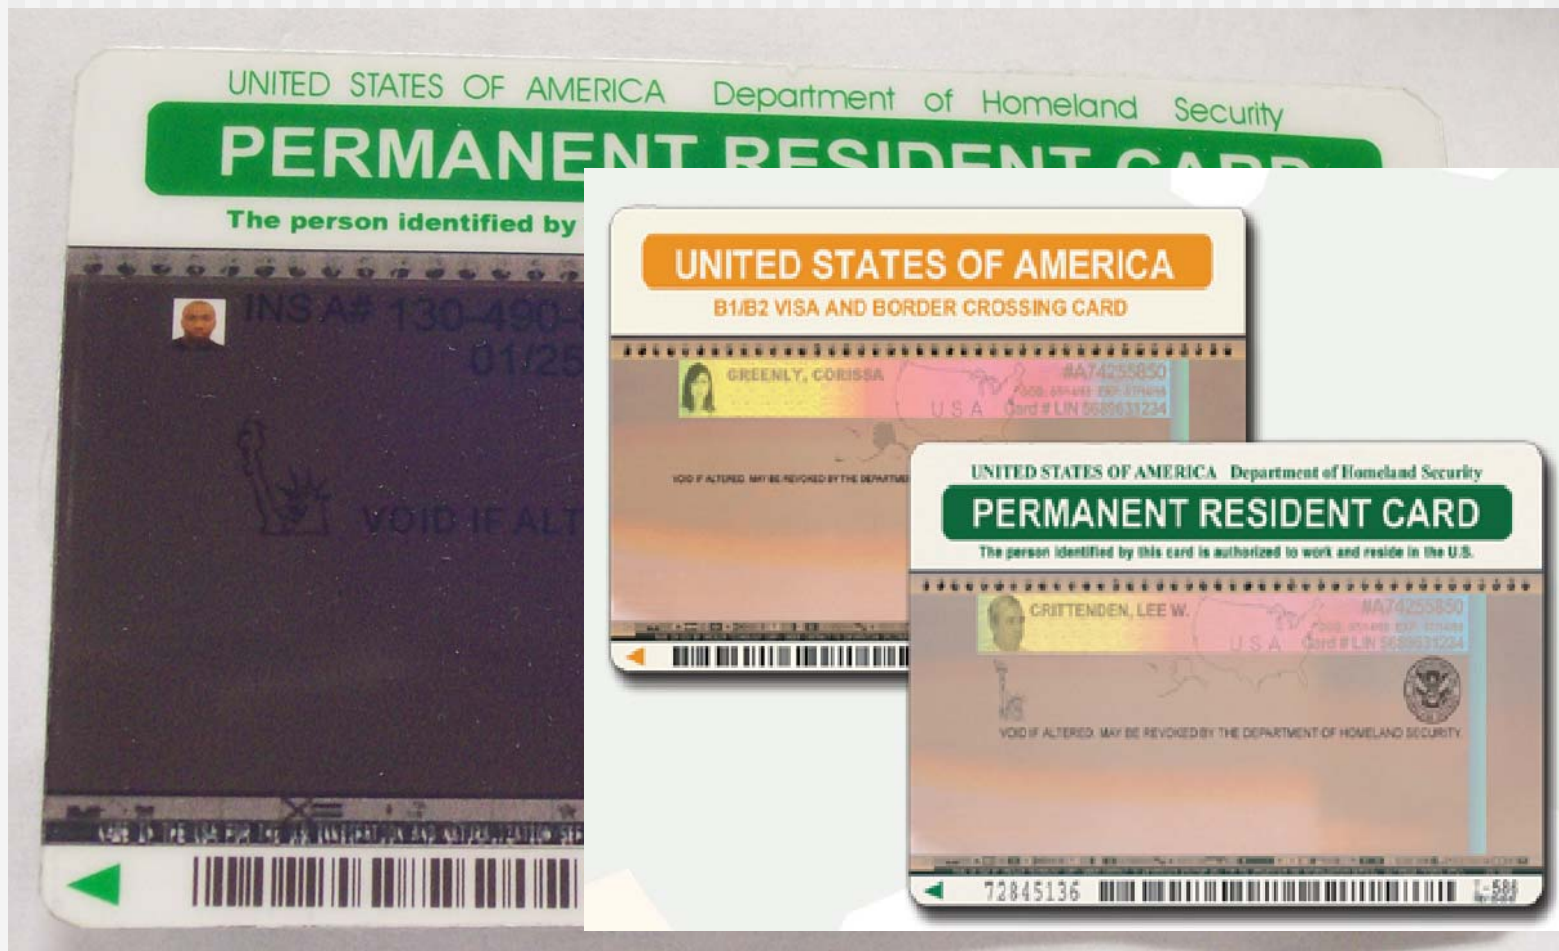 UNITED STATES OF AMERICA Department of Homeland Security
PERMANENT RESIDENT CARD
The person identified by
INS A# 130-490-
01/25
VOID IF ALT
UNITED STATES OF AMERICA
B1/B2 VISA AND BORDER CROSSING CARD
GREENLY, CORISSA
#A74255850
USA
Card # LIN 5689631234
VOID IF ALTERED. MAY BE REVOKED BY THE DEPARTME
UNITED STATES OF AMERICA Department of Homeland Security
PERMANENT RESIDENT CARD
The person identified by this card is authorized to work and reside in the U.S.
CRITTENDEN, LEE W.
#A74255850
USA
Card # LIN 5689631234
VOID IF ALTERED. MAY BE REVOKED BY THE DEPARTMENT OF HOMELAND SECURITY.
72845136